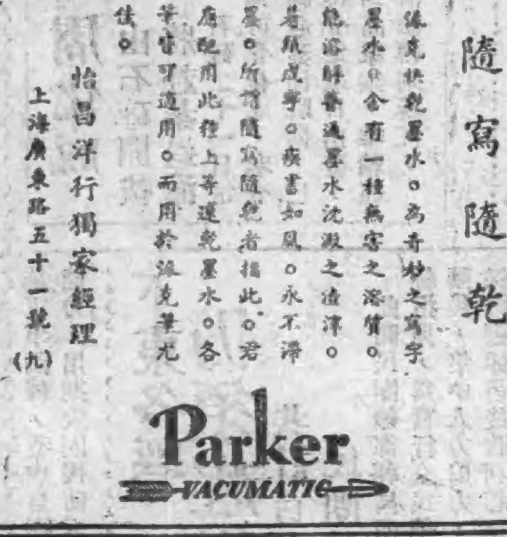 隨寫隨乾
派克快乾墨水。為奇妙之寫字
墨水。含有一種無害之溶質。
能溶解普通墨水沈澱之渣滓。
著紙成字。疾書如風。永不滯
墨。所謂隨寫隨乾者指此。君
應配用此種上等速乾墨水。各
筆皆可適用。而用於派克筆尤
佳。
怡昌洋行獨家經理
上海廣東路五十一號
(九)
Parker
VACUMATIC